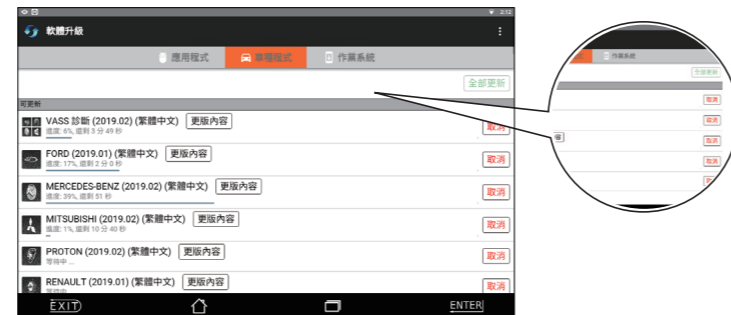 2:12
軟體升級
應用程式
車種程式
作業系統
全部更新
可更新
VASS 診斷 (2019.02) (繁體中文) 更版內容
進度: 6%, 還剩 3 分 49 秒
取消
FORD (2019.01) (繁體中文) 更版內容
進度: 17%, 還剩 2 分 0 秒
取消
MERCEDES-BENZ (2019.02) (繁體中文) 更版內容
進度: 39%, 還剩 51 秒
取消
MITSUBISHI (2019.02) (繁體中文) 更版內容
進度: 1%, 還剩 10 分 40 秒
取消
PROTON (2019.02) (繁體中文) 更版內容
等待中 ...
取消
RENAULT (2019.01) (繁體中文) 更版內容
取消
EXIT
ENTER
作業系統
全部更新
取消
取消
取消
取消